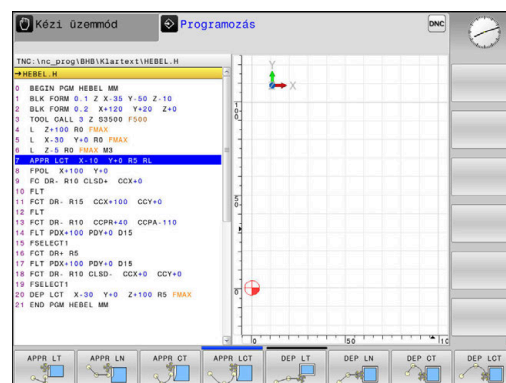 Kézi üzemmód
Programozás
DNC
TNC:\nc_prog\BHB\Klartext\HEBEL.H
→HEBEL.H
0 BEGIN PGM HEBEL MM
1 BLK FORM 0.1 Z X-35 Y-50 Z-10
2 BLK FORM 0.2 X+120 Y+20 Z+0
3 TOOL CALL 3 Z S3500 F500
4 L Z+100 R0 FMAX
5 L X-30 Y+0 R0 FMAX
6 L Z-5 R0 FMAX M3
7 APPR LCT X-10 Y+0 R5 RL
8 FPOL X+100 Y+0
9 FC DR- R10 CLSD+ CCX+0
10 FLT
11 FCT DR- R15 CCX+100 CCY+0
12 FLT
13 FCT DR- R10 CCPR+40 CCPA-110
14 FLT PDX+100 PDY+0 D15
15 FSELECT1
16 FCT DR+ R5
17 FLT PDX+100 PDY+0 D15
18 FCT DR- R10 CLSD- CCX+0 CCY+0
19 FSELECT1
20 DEP LCT X-30 Y+0 Z+100 R5 FMAX
21 END PGM HEBEL MM
Y
X
100
50
0
0 50 10
APPR LT APPR LN APPR CT APPR LCT DEP LT DEP LN DEP CT DEP LCT